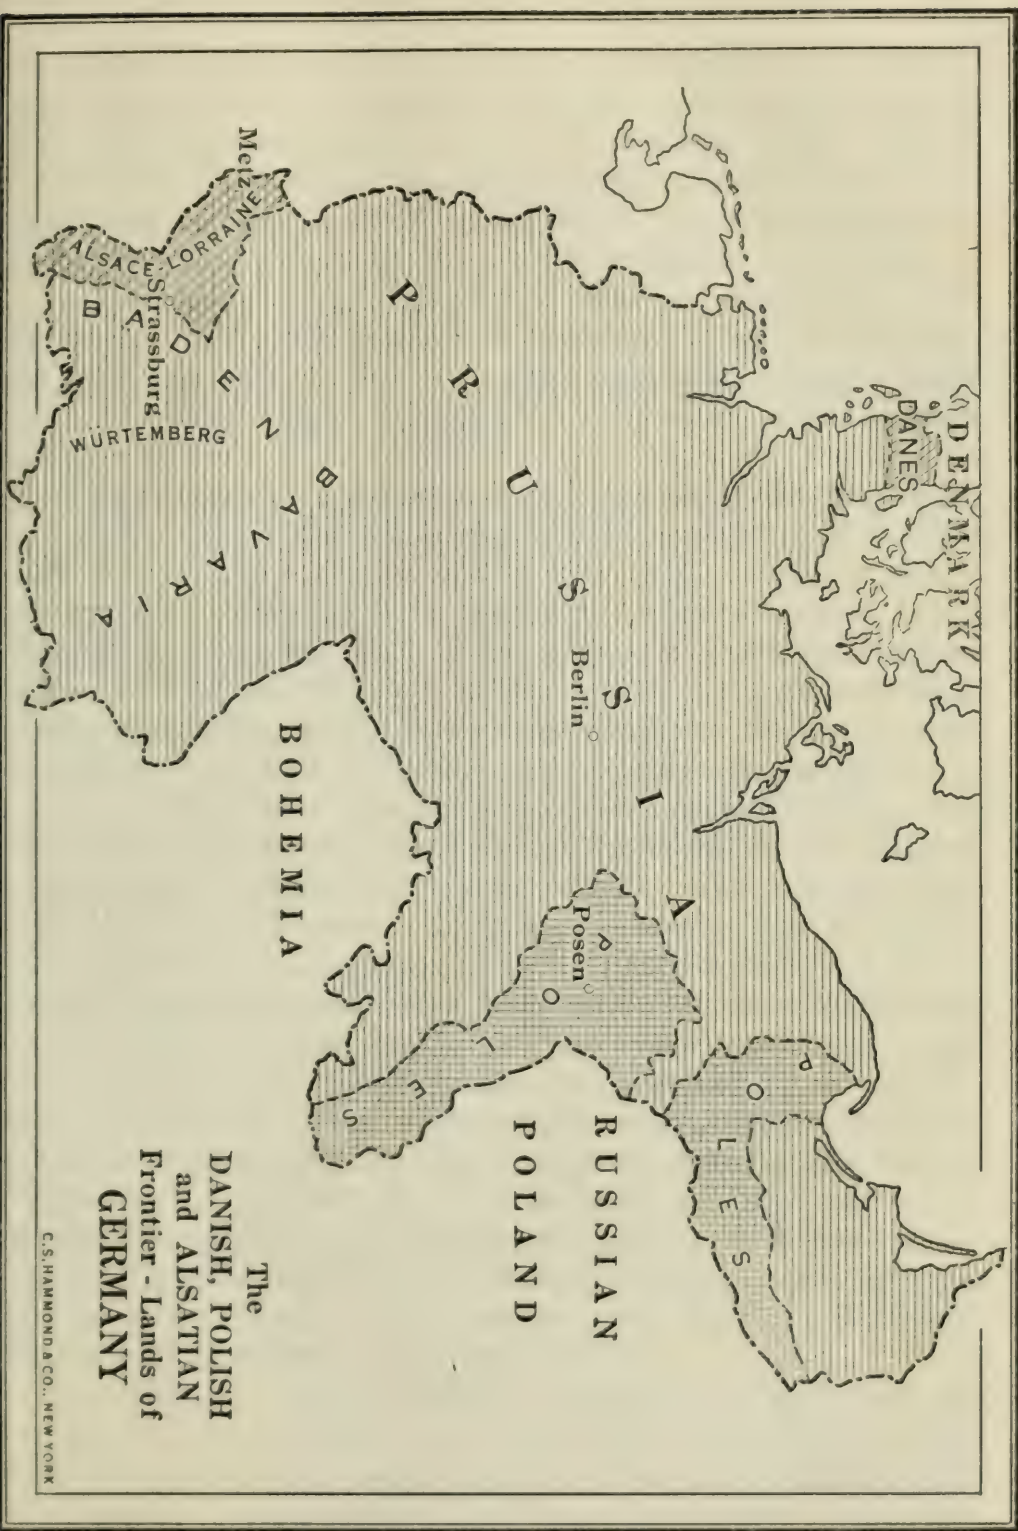 DENMARK
DANES
PRUSSIA
Berlin
POLES
Posen
POLES
RUSSIAN
POLAND
BOHEMIA
Metz
ALSACE-LORRAINE
Strassburg
BADEN
WÜRTEMBERG
BAVARIA
The
DANISH, POLISH
and ALSATIAN
Frontier - Lands of
GERMANY
C.S. HAMMOND & CO., NEW YORK